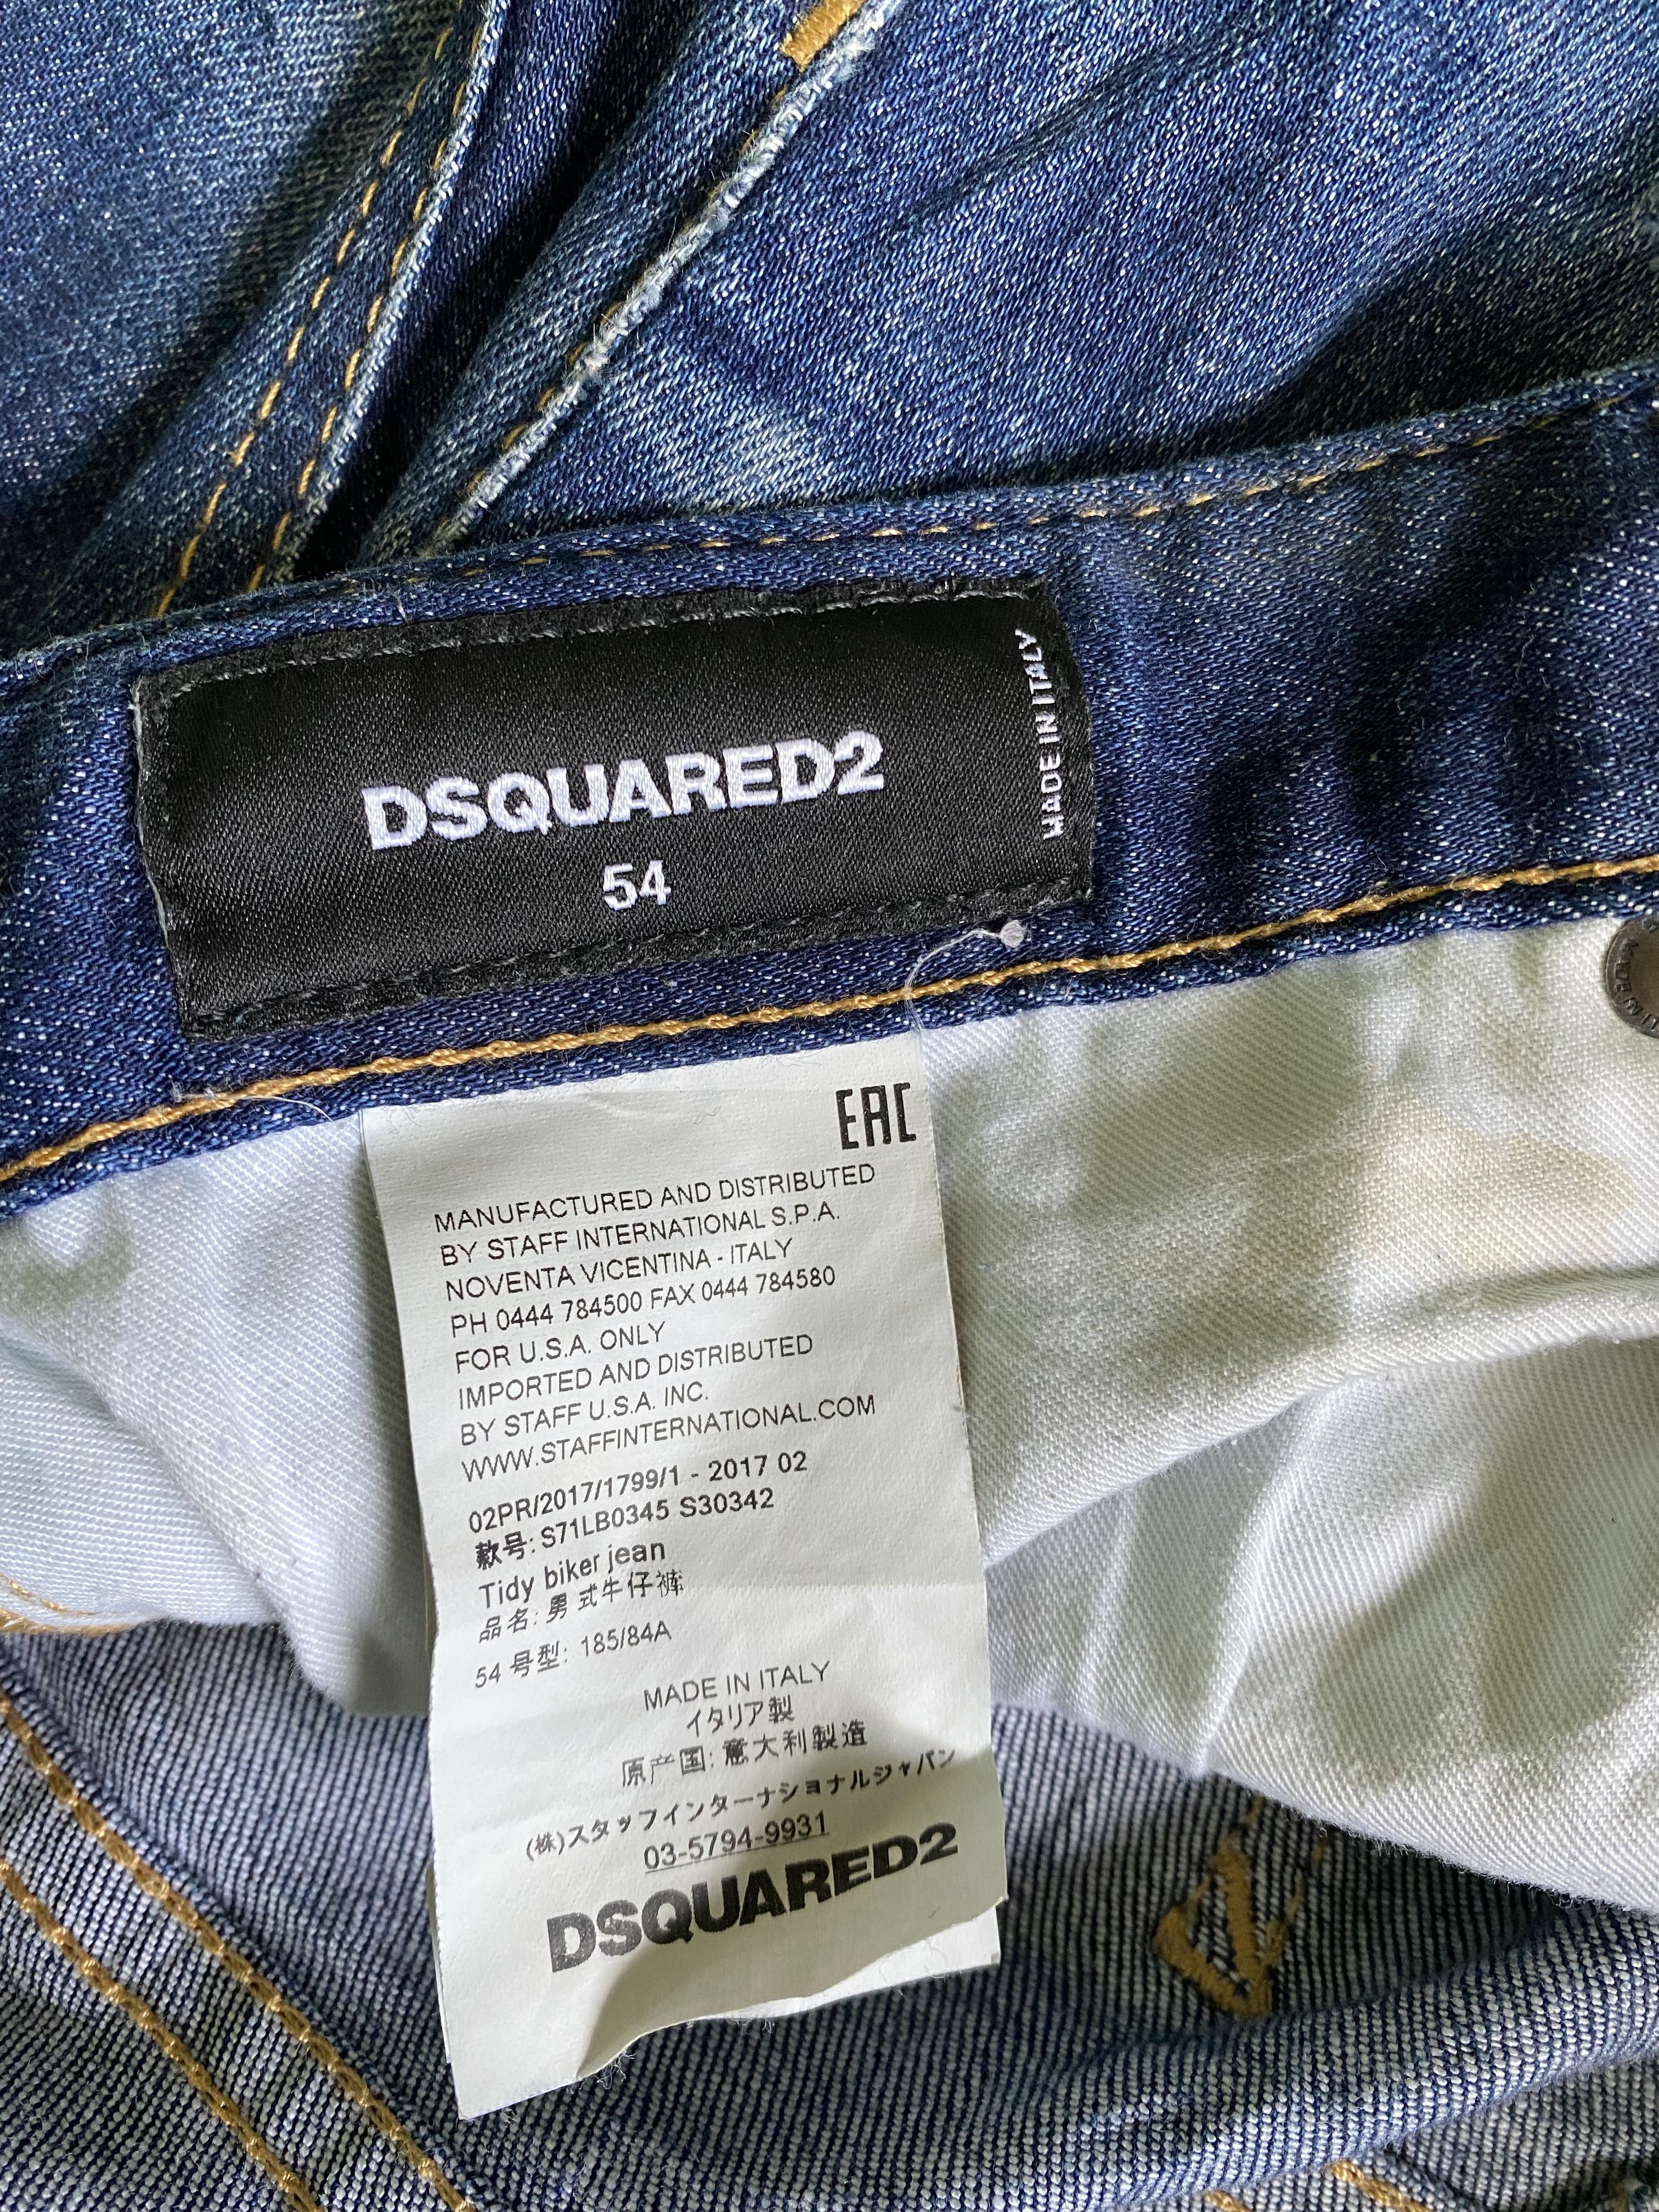 DSQUARED2
54
MADE IN ITALY
EAC
MANUFACTURED AND DISTRIBUTED
BY STAFF INTERNATIONAL S.P.A.
NOVENTA VICENTINA - ITALY
PH 0444 784500 FAX 0444 784580
FOR U.S.A. ONLY
IMPORTED AND DISTRIBUTED
BY STAFF U.S.A. INC.
WWW.STAFFINTERNATIONAL.COM
02PR/2017/1799/1 - 2017 02
款号: S71LB0345 S30342
Tidy biker jean
品名: 男式牛仔裤
54 号型: 185/84A
MADE IN ITALY
イタリア製
原产国: 意大利製造
(株)スタッフインターナショナルジャパン
03-5794-9931
DSQUARED2